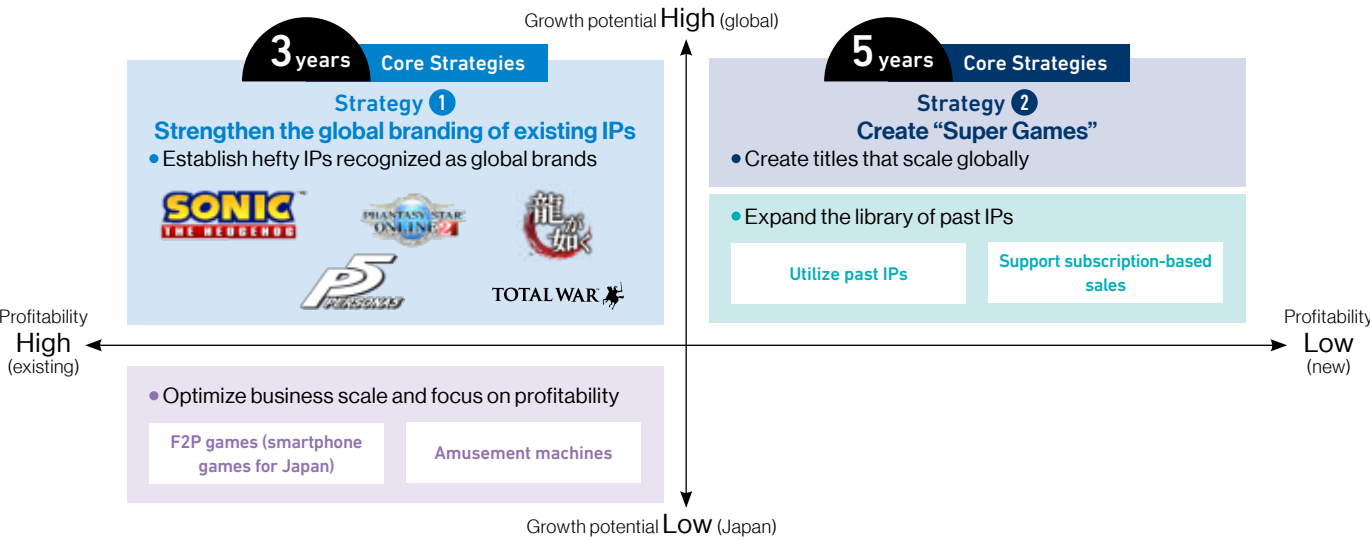 Growth potential High (global)
3 years Core Strategies
Strategy 1
Strengthen the global branding of existing IPs
• Establish hefty IPs recognized as global brands
SONIC™
THE HEDGEHOG
PHANTASY STAR
ONLINE 2
龍が如く
P5
PERSONA5
TOTAL WAR™
5 years Core Strategies
Strategy 2
Create “Super Games”
• Create titles that scale globally
• Expand the library of past IPs
Utilize past IPs
Support subscription-based
sales
Profitability
High
(existing)
Profitability
Low
(new)
• Optimize business scale and focus on profitability
F2P games (smartphone
games for Japan)
Amusement machines
Growth potential Low (Japan)